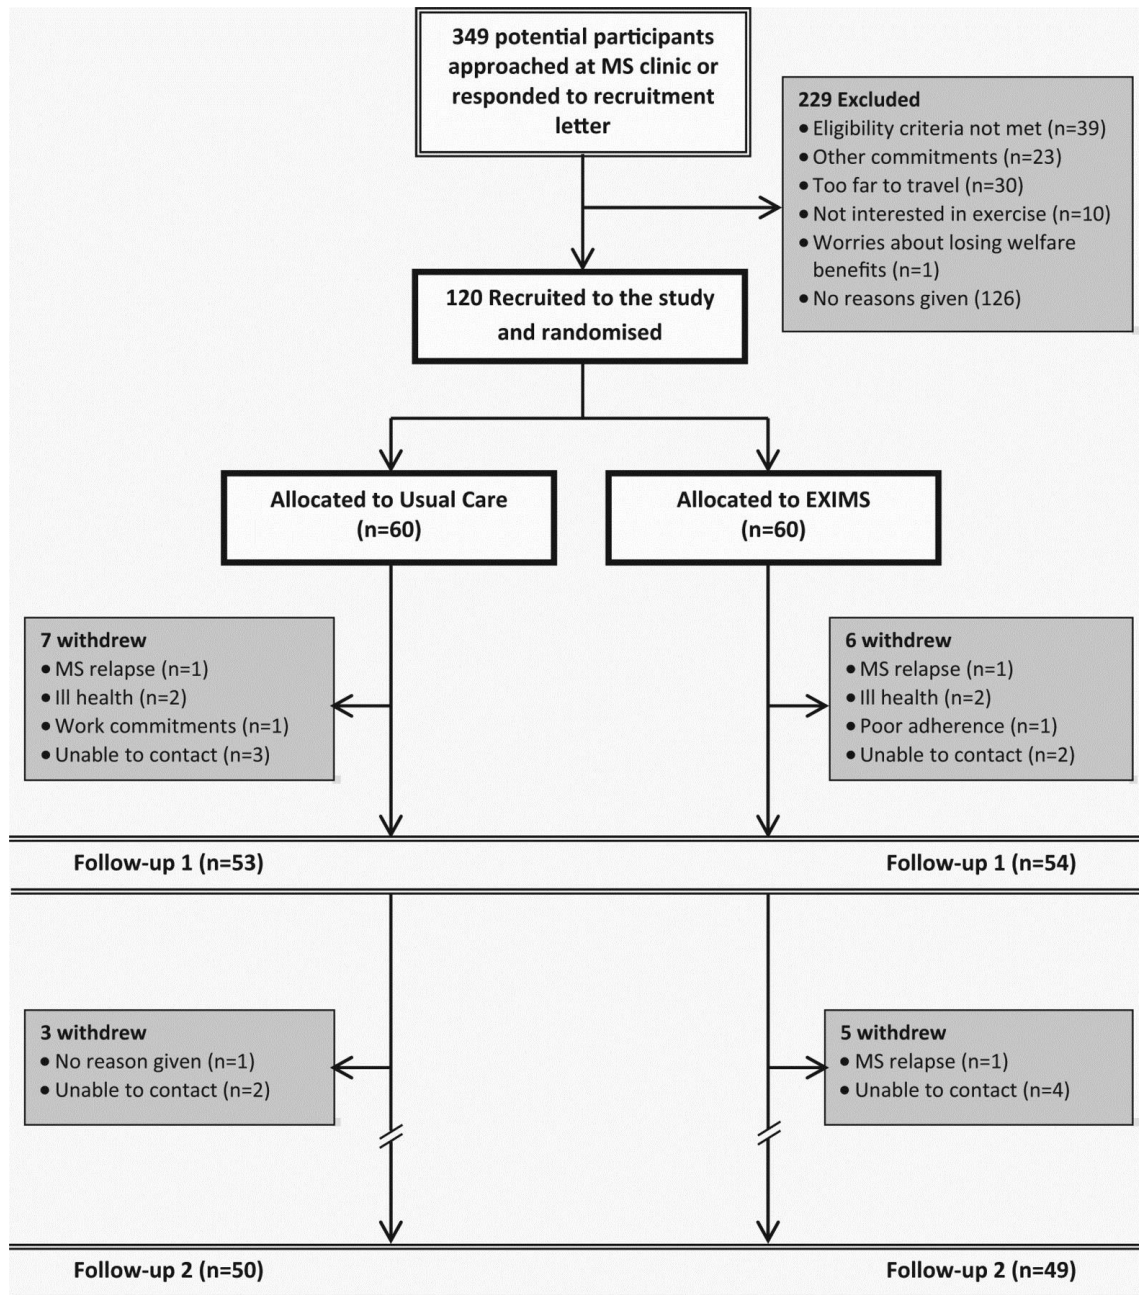 349 potential participants
approached at MS clinic or
responded to recruitment
letter
229 Excluded
• Eligibility criteria not met (n=39)
• Other commitments (n=23)
• Too far to travel (n=30)
• Not interested in exercise (n=10)
• Worries about losing welfare
benefits (n=1)
• No reasons given (126)
120 Recruited to the study
and randomised
Allocated to Usual Care
(n=60)
Allocated to EXIMS
(n=60)
7 withdrew
• MS relapse (n=1)
• Ill health (n=2)
• Work commitments (n=1)
• Unable to contact (n=3)
6 withdrew
• MS relapse (n=1)
• Ill health (n=2)
• Poor adherence (n=1)
• Unable to contact (n=2)
Follow-up 1 (n=53)
Follow-up 1 (n=54)
3 withdrew
• No reason given (n=1)
• Unable to contact (n=2)
5 withdrew
• MS relapse (n=1)
• Unable to contact (n=4)
Follow-up 2 (n=50)
Follow-up 2 (n=49)